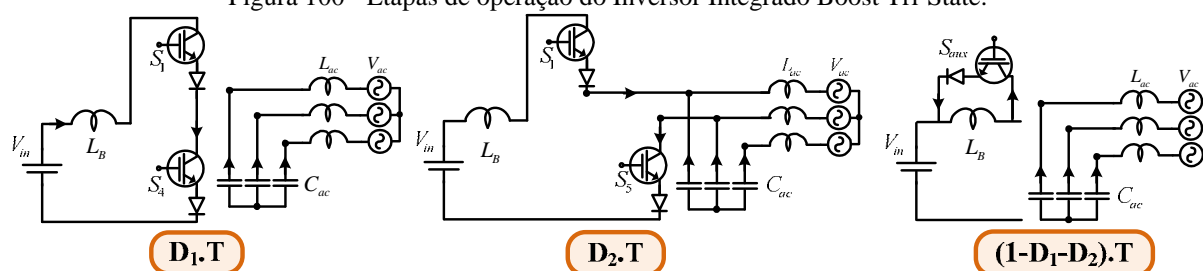 Figura 100 - Etapas de operação do Inversor Integrado Boost Tri-State.
S1
S4
Vin
LB
Lac
Vac
Cac
D1.T
S1
S5
Vin
LB
Lac
Vac
Cac
D2.T
Saux
Vin
LB
Lac
Vac
Cac
(1-D1-D2).T